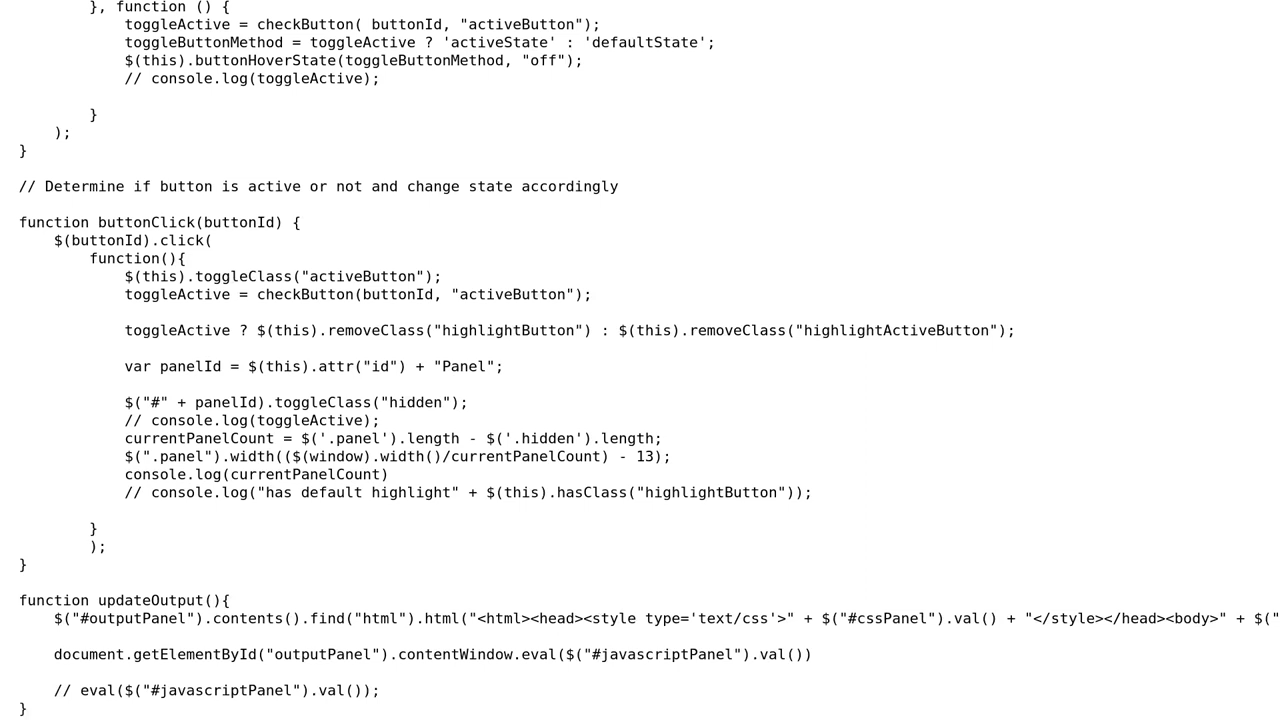 }, function () {
            toggleActive = checkButton( buttonId, "activeButton");
            toggleButtonMethod = toggleActive ? 'activeState' : 'defaultState';
            $(this).buttonHoverState(toggleButtonMethod, "off");
            // console.log(toggleActive);
        }
    );
}
// Determine if button is active or not and change state accordingly
function buttonClick(buttonId) {
    $(buttonId).click(
        function(){
            $(this).toggleClass("activeButton");
            toggleActive = checkButton(buttonId, "activeButton");
            toggleActive ? $(this).removeClass("highlightButton") : $(this).removeClass("highlightActiveButton");
            var panelId = $(this).attr("id") + "Panel";
            $("#" + panelId).toggleClass("hidden");
            // console.log(toggleActive);
            currentPanelCount = $('.panel').length - $('.hidden').length;
            $(".panel").width(($(window).width()/currentPanelCount) - 13);
            console.log(currentPanelCount)
            // console.log("has default highlight" + $(this).hasClass("highlightButton"));
        }
        );
}
function updateOutput(){
    $("#outputPanel").contents().find("html").html("<html><head><style type='text/css'>" + $("#cssPanel").val() + "</style></head><body>" + $("
    document.getElementById("outputPanel").contentWindow.eval($("#javascriptPanel").val())
    // eval($("#javascriptPanel").val());
}